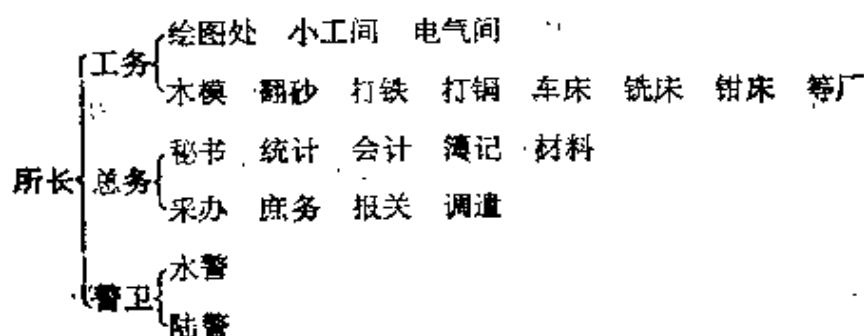 绘图处 小工间 电气间
工务
木模 翻砂 打铁 打铜 车床 铣床 钳床 等厂
秘书 统计 会计 簿记 材料
所长 总务
采办 庶务 报关 调遣
水警
警卫
陆警